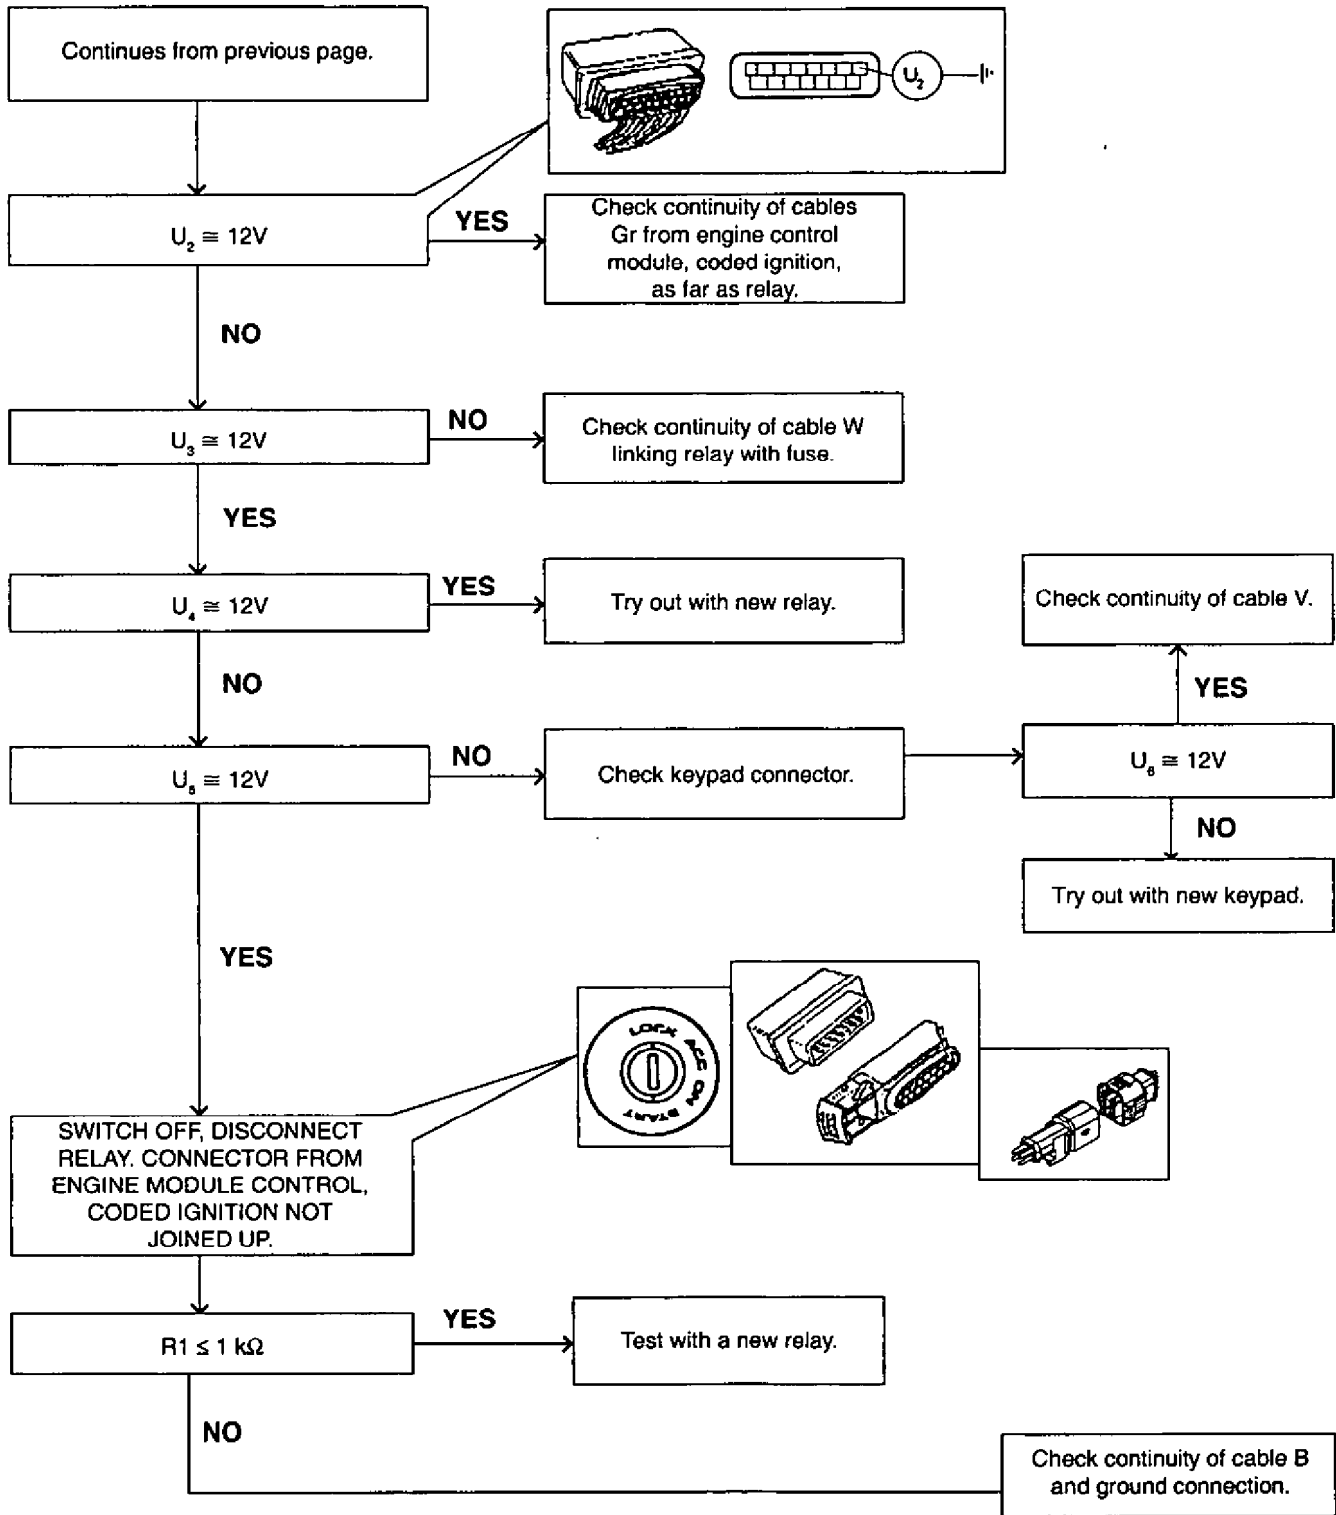 Continues from previous page.
U₂
U₂ ≅ 12V
YES
Check continuity of cables
Gr from engine control
module, coded ignition,
as far as relay.
NO
U₃ ≅ 12V
NO
Check continuity of cable W
linking relay with fuse.
YES
U₄ ≅ 12V
YES
Try out with new relay.
Check continuity of cable V.
NO
YES
U₅ ≅ 12V
NO
Check keypad connector.
U₆ ≅ 12V
NO
Try out with new keypad.
YES
LOCK ACC ON START
SWITCH OFF, DISCONNECT
RELAY. CONNECTOR FROM
ENGINE MODULE CONTROL,
CODED IGNITION NOT
JOINED UP.
R1 ≤ 1 kΩ
YES
Test with a new relay.
NO
Check continuity of cable B
and ground connection.